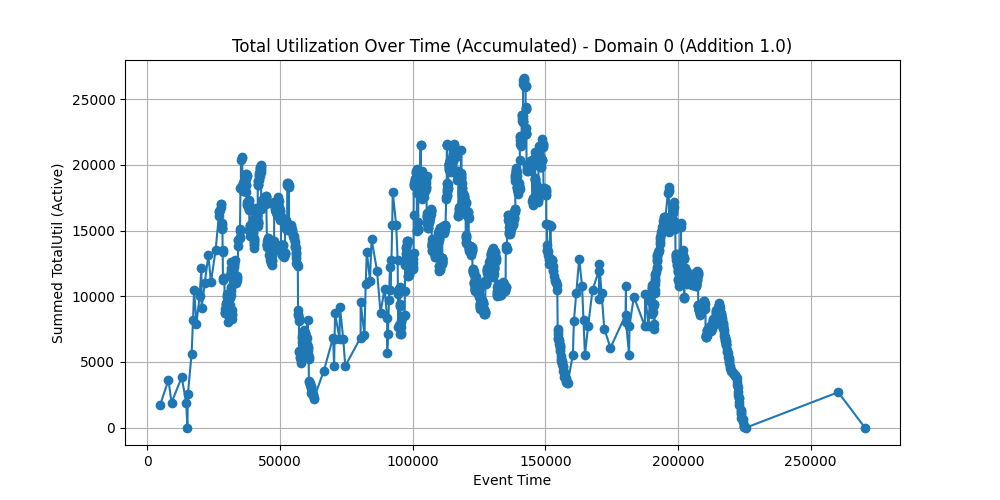 Total Utilization Over Time (Accumulated) - Domain 0 (Addition 1.0)
Summed TotalUtil (Active)
25000
20000
15000
10000
5000
0
0 50000 100000 150000 200000 250000
Event Time